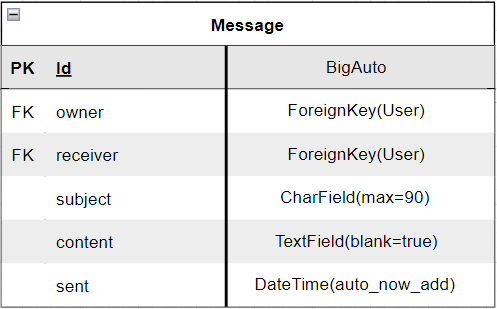 Message
PK Id BigAuto
FK owner ForeignKey(User)
FK receiver ForeignKey(User)
subject CharField(max=90)
content TextField(blank=true)
sent DateTime(auto_now_add)